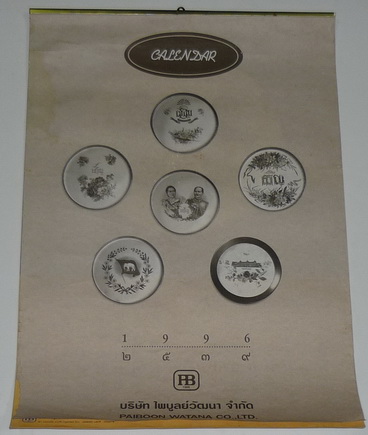 CALENDAR
1 9 9 6
๒ ๕ ๓ ๙
PB
บริษัท ไพบูลย์วัฒนา จำกัด
PAIBOON WATANA CO.,LTD.